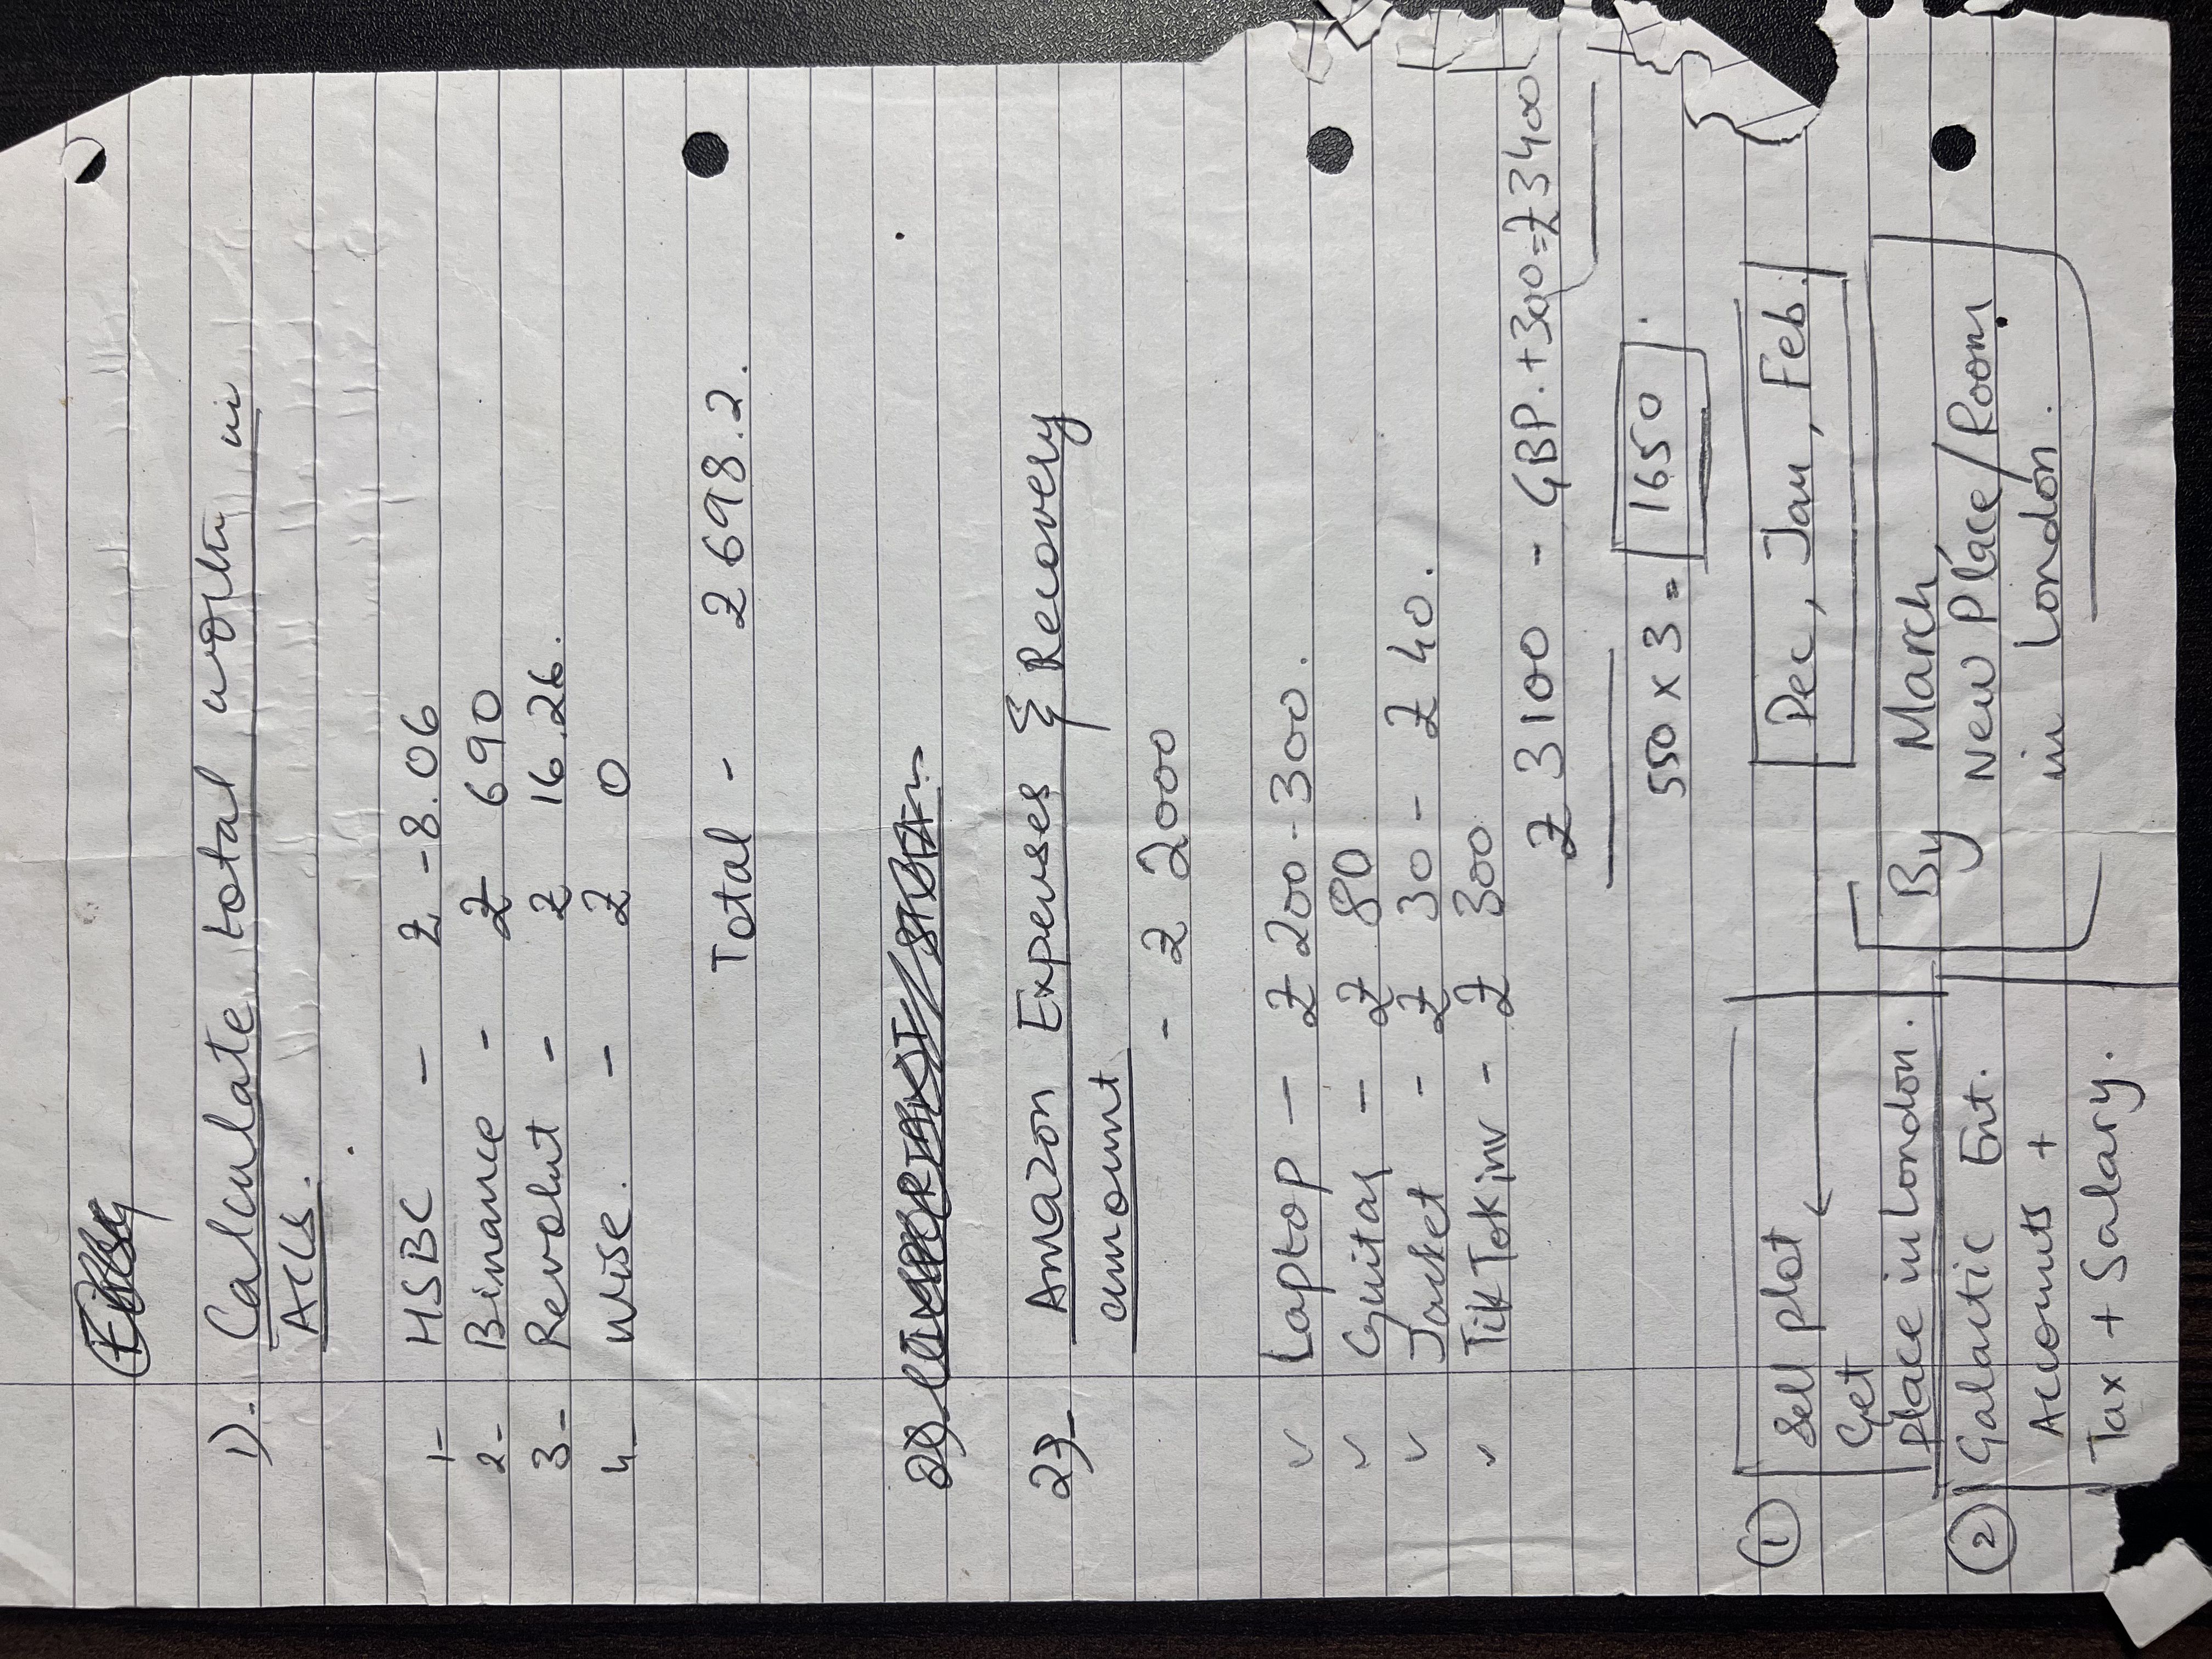 1). Calculate total worth in
Accs.
1- HSBC - £ -8.06
2- Binance - £ 690
3- Revolut - £ 16.26.
4- Wise. - £ 0
Total - £ 698.2.
2)- Amazon Expenses & Recovery
amount - £ 2000
✓ Laptop - £ 200-300.
✓ Guitar - £ 80
✓ Jacket - £ 30 - £ 40.
✓ TikTok inv - £ 300
£ 3100 - GBP. + 300 = £ 3400
550 x 3 = 1650.
① Sell plot ← Dec, Jan, Feb.
Get
place in London.
By March
New Place/Room
in London.
② Galactic Ent.
Accounts +
Tax + Salary.